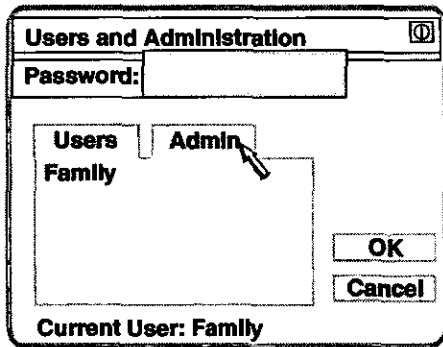 Users and Administration
Password:
Users Admin
Family
OK
Cancel
Current User: Family